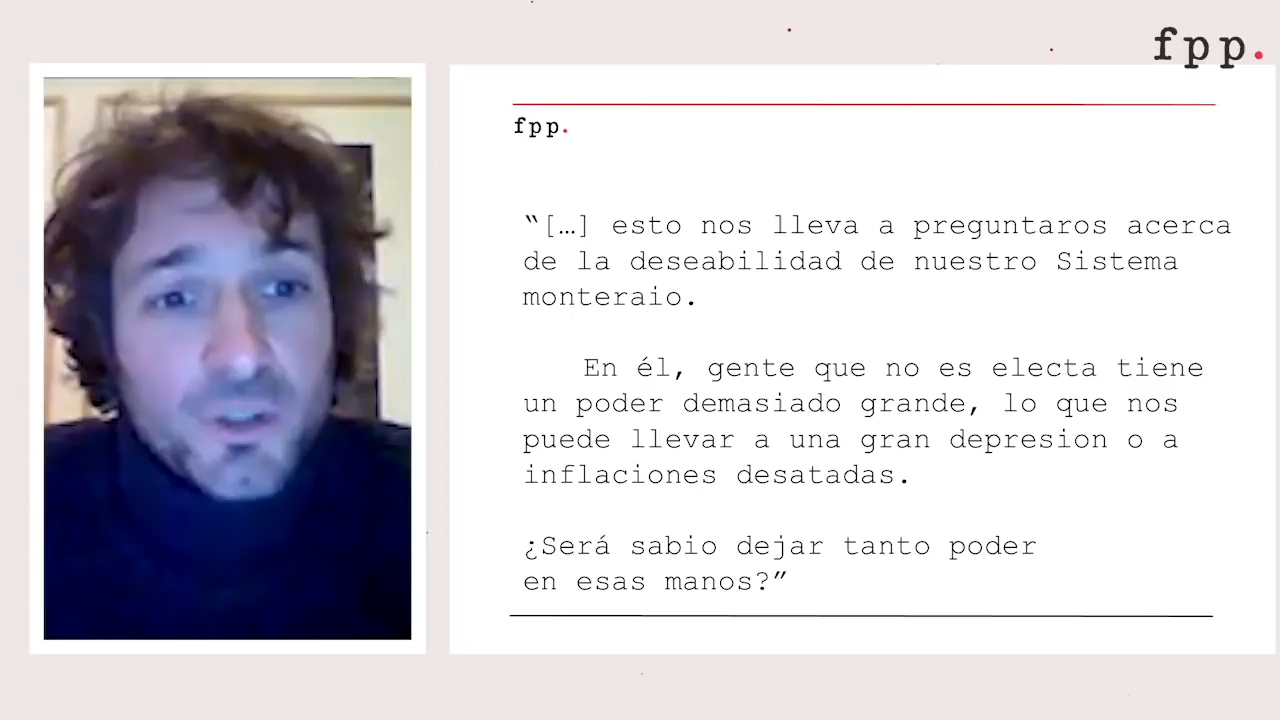 fpp.
fpp.
“[…] esto nos lleva a preguntaros acerca
de la deseabilidad de nuestro Sistema
monteraio.
En él, gente que no es electa tiene
un poder demasiado grande, lo que nos
puede llevar a una gran depresion o a
inflaciones desatadas.
¿Será sabio dejar tanto poder
en esas manos?”